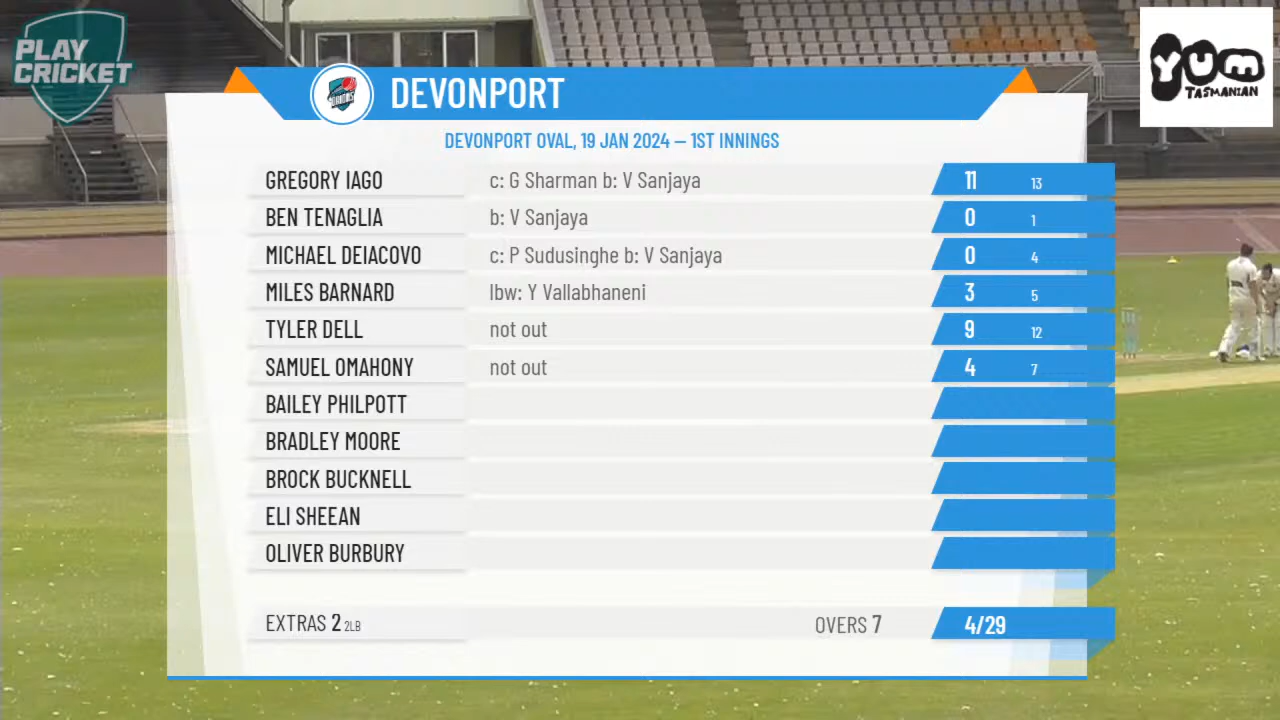 PLAY
CRICKET
YUM
TASMANIAN
DEVONPORT
DEVONPORT OVAL, 19 JAN 2024 – 1ST INNINGS
GREGORY IAGO c: G Sharman b: V Sanjaya 11 13
BEN TENAGLIA b: V Sanjaya 0 1
MICHAEL DEIACOVO c: P Sudusinghe b: V Sanjaya 0 4
MILES BARNARD lbw: Y Vallabhaneni 3 5
TYLER DELL not out 9 12
SAMUEL OMAHONY not out 4 7
BAILEY PHILPOTT
BRADLEY MOORE
BROCK BUCKNELL
ELI SHEEAN
OLIVER BURBURY
EXTRAS 2 2LB OVERS 7 4/29